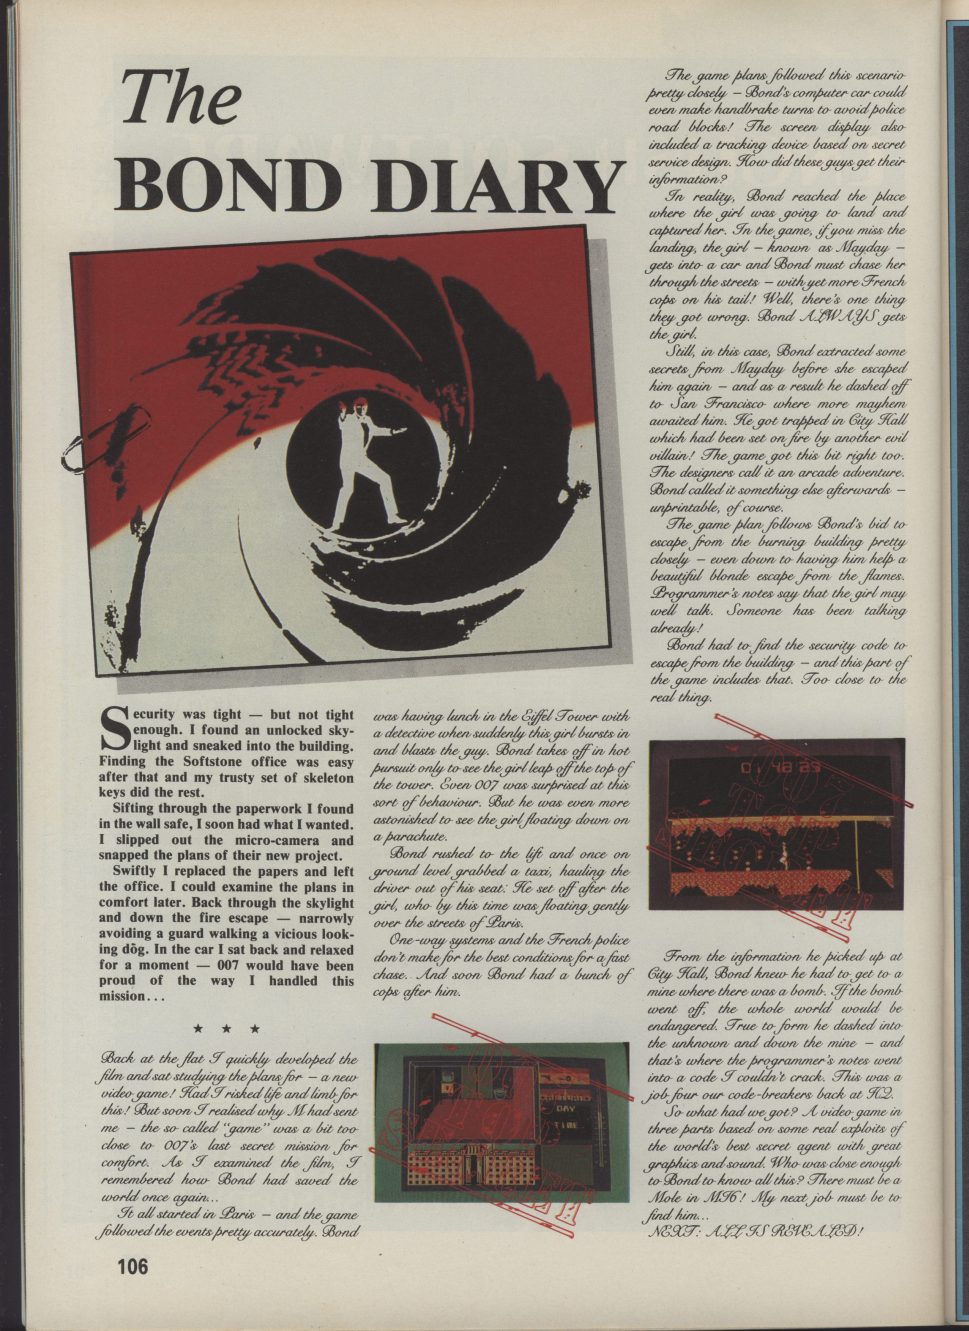 The
BOND DIARY
Security was tight — but not tight
enough. I found an unlocked sky-
light and sneaked into the building.
Finding the Softstone office was easy
after that and my trusty set of skeleton
keys did the rest.
Sifting through the paperwork I found
in the wall safe, I soon had what I wanted.
I slipped out the micro-camera and
snapped the plans of their new project.
Swiftly I replaced the papers and left
the office. I could examine the plans in
comfort later. Back through the skylight
and down the fire escape — narrowly
avoiding a guard walking a vicious look-
ing dog. In the car I sat back and relaxed
for a moment — 007 would have been
proud of the way I handled this
mission...
★ ★ ★
Back at the flat I quickly developed the
film and sat studying the plans for — a new
video game! Had I risked life and limb for
this! But soon I realised why M had sent
me — the so called "game" was a bit too
close to 007's last secret mission for
comfort. As I examined the film, I
remembered how Bond had saved the
world once again...
It all started in Paris — and the game
followed the events pretty accurately. Bond
was having lunch in the Eiffel Tower with
a detective when suddenly this girl bursts in
and blasts the guy. Bond takes off in hot
pursuit only to see the girl leap off the top of
the tower. Even 007 was surprised at this
sort of behaviour. But he was even more
astonished to see the girl floating down on
a parachute.
Bond rushed to the lift and once on
ground level grabbed a taxi, hauling the
driver out of his seat. He set off after the
girl, who by this time was floating gently
over the streets of Paris.
One-way systems and the French police
don't make for the best conditions for a fast
chase. And soon Bond had a bunch of
cops after him.
DAY
TIME
The game plans followed this scenario
pretty closely — Bond's computer car could
even make handbrake turns to avoid police
road blocks! The screen display also
included a tracking device based on secret
service design. How did these guys get their
information?
In reality, Bond reached the place
where the girl was going to land and
captured her. In the game, if you miss the
landing, the girl — known as Mayday —
gets into a car and Bond must chase her
through the streets — with yet more French
cops on his tail! Well, there's one thing
they got wrong. Bond ALWAYS gets
the girl.
Still, in this case, Bond extracted some
secrets from Mayday before she escaped
him again — and as a result he dashed off
to San Francisco where more mayhem
awaited him. He got trapped in City Hall
which had been set on fire by another evil
villain! The game got this bit right too.
The designers call it an arcade adventure.
Bond called it something else afterwards —
unprintable, of course.
The game plan follows Bond's bid to
escape from the burning building pretty
closely — even down to having him help a
beautiful blonde escape from the flames.
Programmer's notes say that the girl may
well talk. Someone has been talking
already!
Bond had to find the security code to
escape from the building — and this part of
the game includes that. Too close to the
real thing.
From the information he picked up at
City Hall, Bond knew he had to get to a
mine where there was a bomb. If the bomb
went off, the whole world would be
endangered. True to form he dashed into
the unknown and down the mine — and
that's where the programmer's notes went
into a code I couldn't crack. This was a
job four our code-breakers back at H2.
So what had we got? A video game in
three parts based on some real exploits of
the world's best secret agent with great
graphics and sound. Who was close enough
to Bond to know all this? There must be a
Mole in MI6! My next job must be to
find him...
NEXT: ALL IS REVEALED!
106